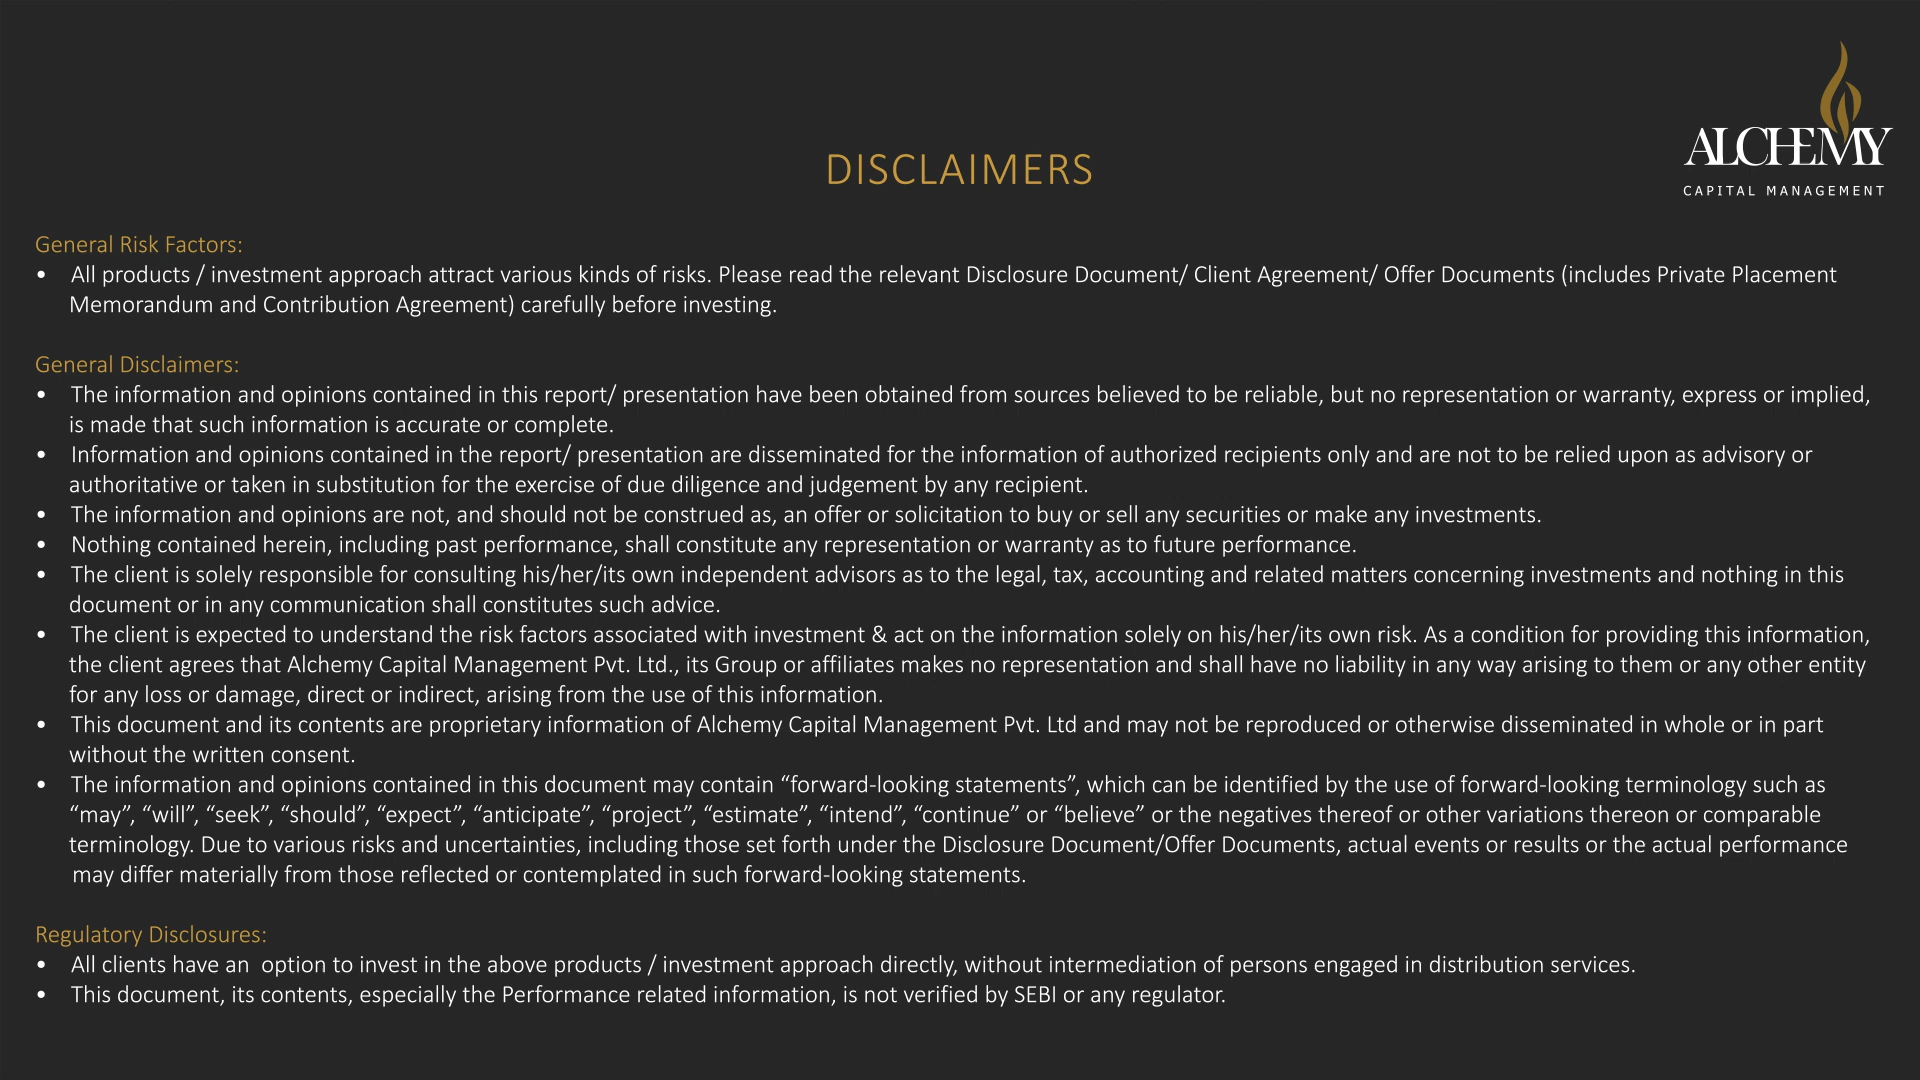 ALCHEMY
CAPITAL MANAGEMENT
DISCLAIMERS
General Risk Factors:
• All products / investment approach attract various kinds of risks. Please read the relevant Disclosure Document/ Client Agreement/ Offer Documents (includes Private Placement
Memorandum and Contribution Agreement) carefully before investing.
General Disclaimers:
• The information and opinions contained in this report/ presentation have been obtained from sources believed to be reliable, but no representation or warranty, express or implied,
is made that such information is accurate or complete.
• Information and opinions contained in the report/ presentation are disseminated for the information of authorized recipients only and are not to be relied upon as advisory or
authoritative or taken in substitution for the exercise of due diligence and judgement by any recipient.
• The information and opinions are not, and should not be construed as, an offer or solicitation to buy or sell any securities or make any investments.
• Nothing contained herein, including past performance, shall constitute any representation or warranty as to future performance.
• The client is solely responsible for consulting his/her/its own independent advisors as to the legal, tax, accounting and related matters concerning investments and nothing in this
document or in any communication shall constitutes such advice.
• The client is expected to understand the risk factors associated with investment & act on the information solely on his/her/its own risk. As a condition for providing this information,
the client agrees that Alchemy Capital Management Pvt. Ltd., its Group or affiliates makes no representation and shall have no liability in any way arising to them or any other entity
for any loss or damage, direct or indirect, arising from the use of this information.
• This document and its contents are proprietary information of Alchemy Capital Management Pvt. Ltd and may not be reproduced or otherwise disseminated in whole or in part
without the written consent.
• The information and opinions contained in this document may contain “forward-looking statements”, which can be identified by the use of forward-looking terminology such as
“may”, “will”, “seek”, “should”, “expect”, “anticipate”, “project”, “estimate”, “intend”, “continue” or “believe” or the negatives thereof or other variations thereon or comparable
terminology. Due to various risks and uncertainties, including those set forth under the Disclosure Document/Offer Documents, actual events or results or the actual performance
may differ materially from those reflected or contemplated in such forward-looking statements.
Regulatory Disclosures:
• All clients have an option to invest in the above products / investment approach directly, without intermediation of persons engaged in distribution services.
• This document, its contents, especially the Performance related information, is not verified by SEBI or any regulator.